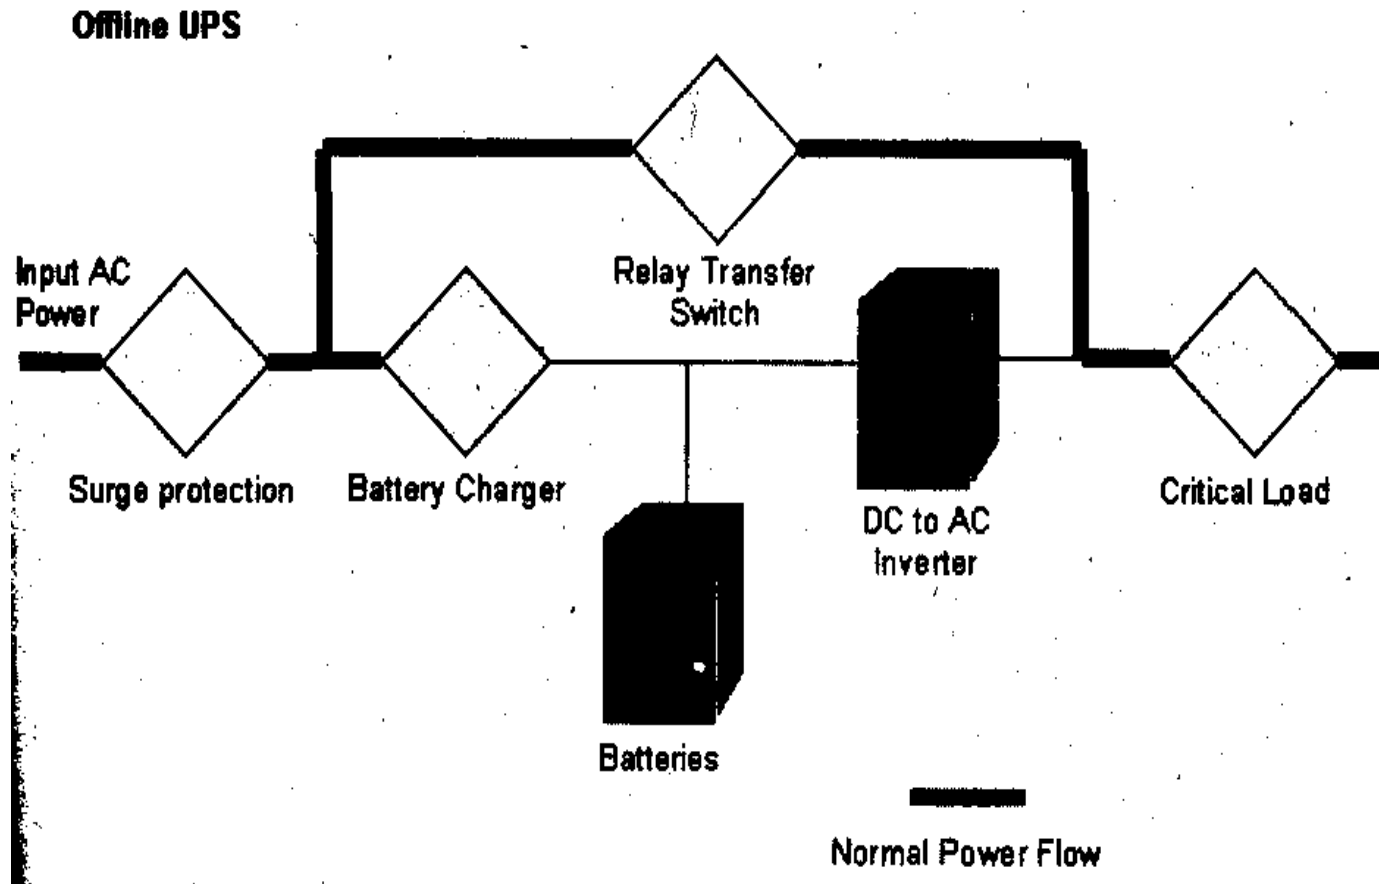 Offline UPS
Input AC
Power
Relay Transfer
Switch
Surge protection
Battery Charger
DC to AC
Inverter
Critical Load
Batteries
Normal Power Flow